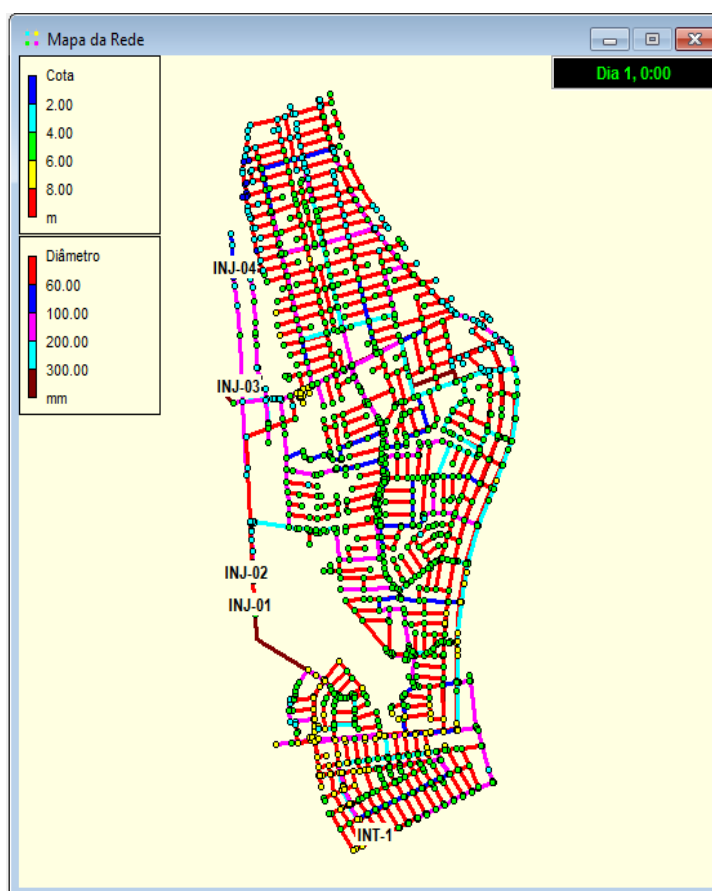 Mapa da Rede
Dia 1, 0:00
Cota
2.00
4.00
6.00
8.00
m
Diâmetro
60.00
100.00
200.00
300.00
mm
INJ-04
INJ-03
INJ-02
INJ-01
INT-1